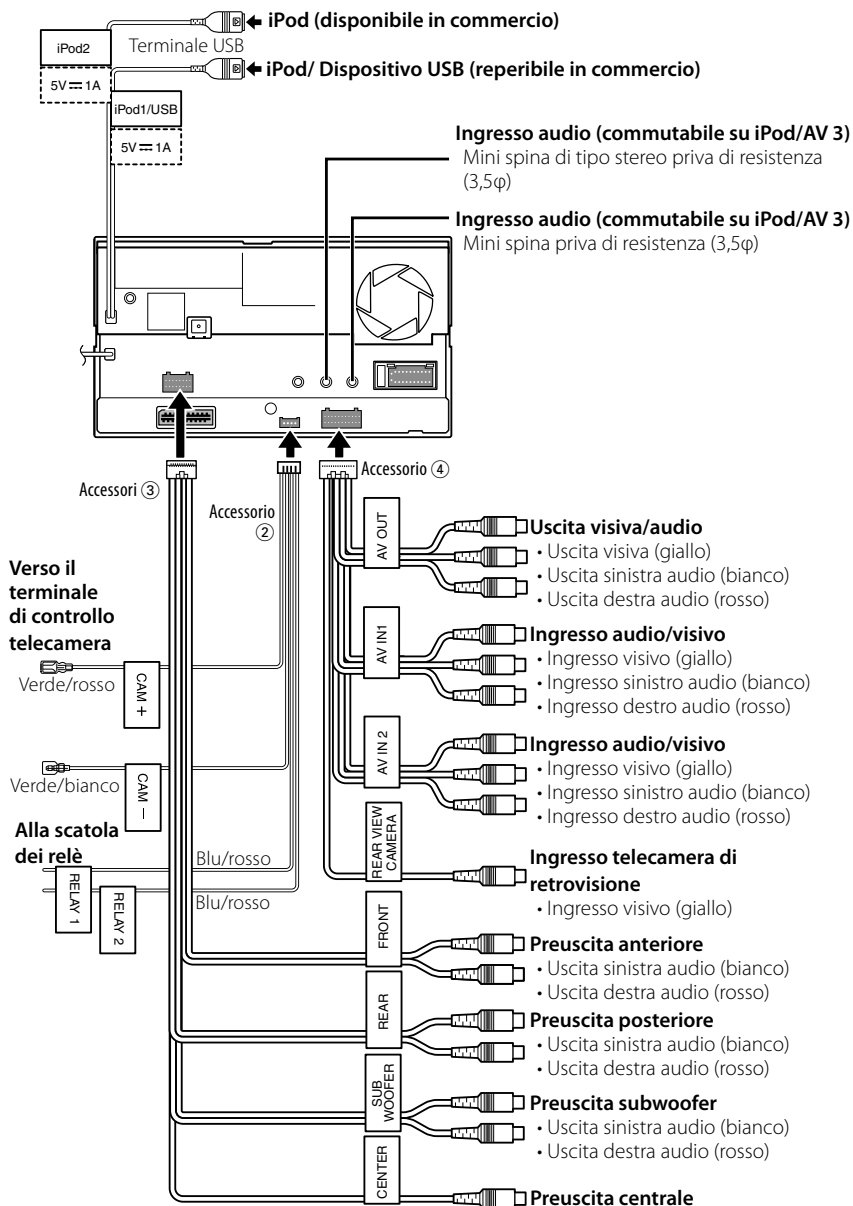 iPod (disponibile in commercio)
iPod2
Terminale USB
5V⎓1A
iPod/ Dispositivo USB (reperibile in commercio)
iPod1/USB
5V⎓1A
Ingresso audio (commutabile su iPod/AV 3)
Mini spina di tipo stereo priva di resistenza
(3,5φ)
Ingresso audio (commutabile su iPod/AV 3)
Mini spina priva di resistenza (3,5φ)
Accessori ③
Accessorio
②
Accessorio ④
Verso il
terminale
di controllo
telecamera
Verde/rosso
CAM +
Verde/bianco
CAM −
Alla scatola
dei relè
Blu/rosso
RELAY 1
Blu/rosso
RELAY 2
AV OUT
Uscita visiva/audio
• Uscita visiva (giallo)
• Uscita sinistra audio (bianco)
• Uscita destra audio (rosso)
AV IN1
Ingresso audio/visivo
• Ingresso visivo (giallo)
• Ingresso sinistro audio (bianco)
• Ingresso destro audio (rosso)
AV IN 2
Ingresso audio/visivo
• Ingresso visivo (giallo)
• Ingresso sinistro audio (bianco)
• Ingresso destro audio (rosso)
REAR VIEW
CAMERA
Ingresso telecamera di
retrovisione
• Ingresso visivo (giallo)
FRONT
Preuscita anteriore
• Uscita sinistra audio (bianco)
• Uscita destra audio (rosso)
REAR
Preuscita posteriore
• Uscita sinistra audio (bianco)
• Uscita destra audio (rosso)
SUB
WOOFER
Preuscita subwoofer
• Uscita sinistra audio (bianco)
• Uscita destra audio (rosso)
CENTER
Preuscita centrale